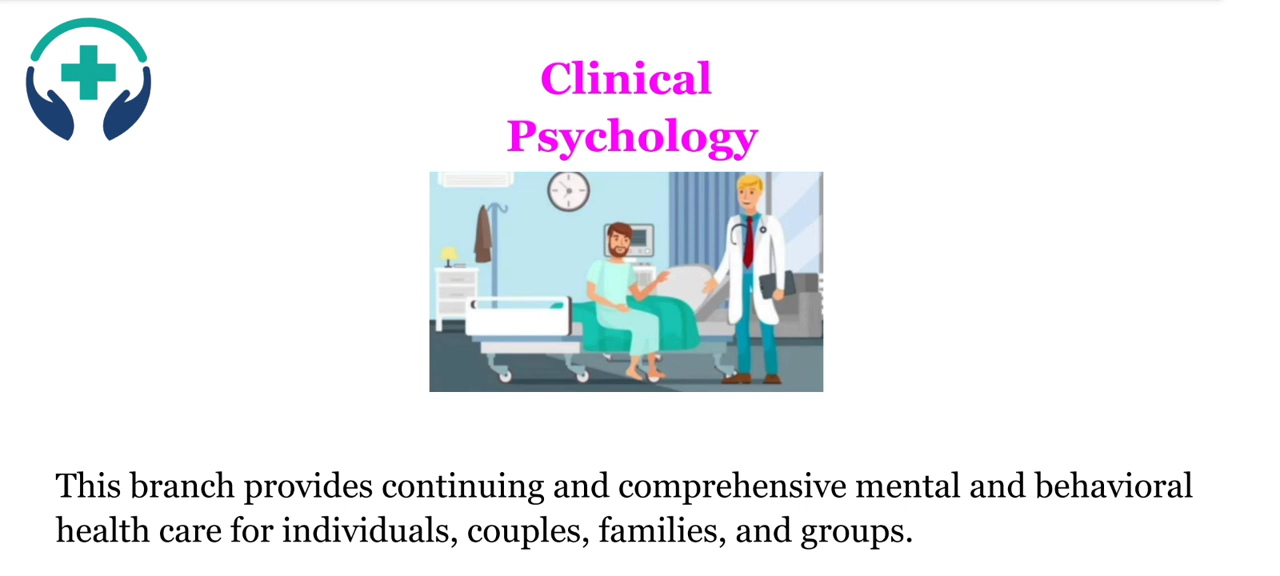 Clinical
Psychology
This branch provides continuing and comprehensive mental and behavioral
health care for individuals, couples, families, and groups.